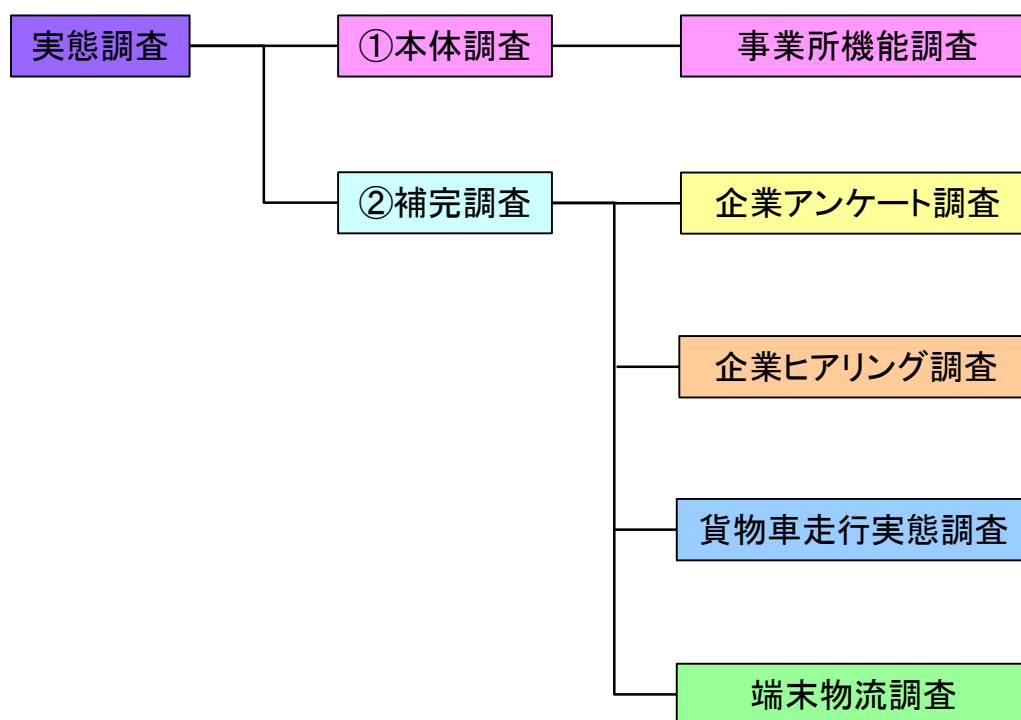 実態調査
①本体調査
事業所機能調査
②補完調査
企業アンケート調査
企業ヒアリング調査
貨物車走行実態調査
端末物流調査